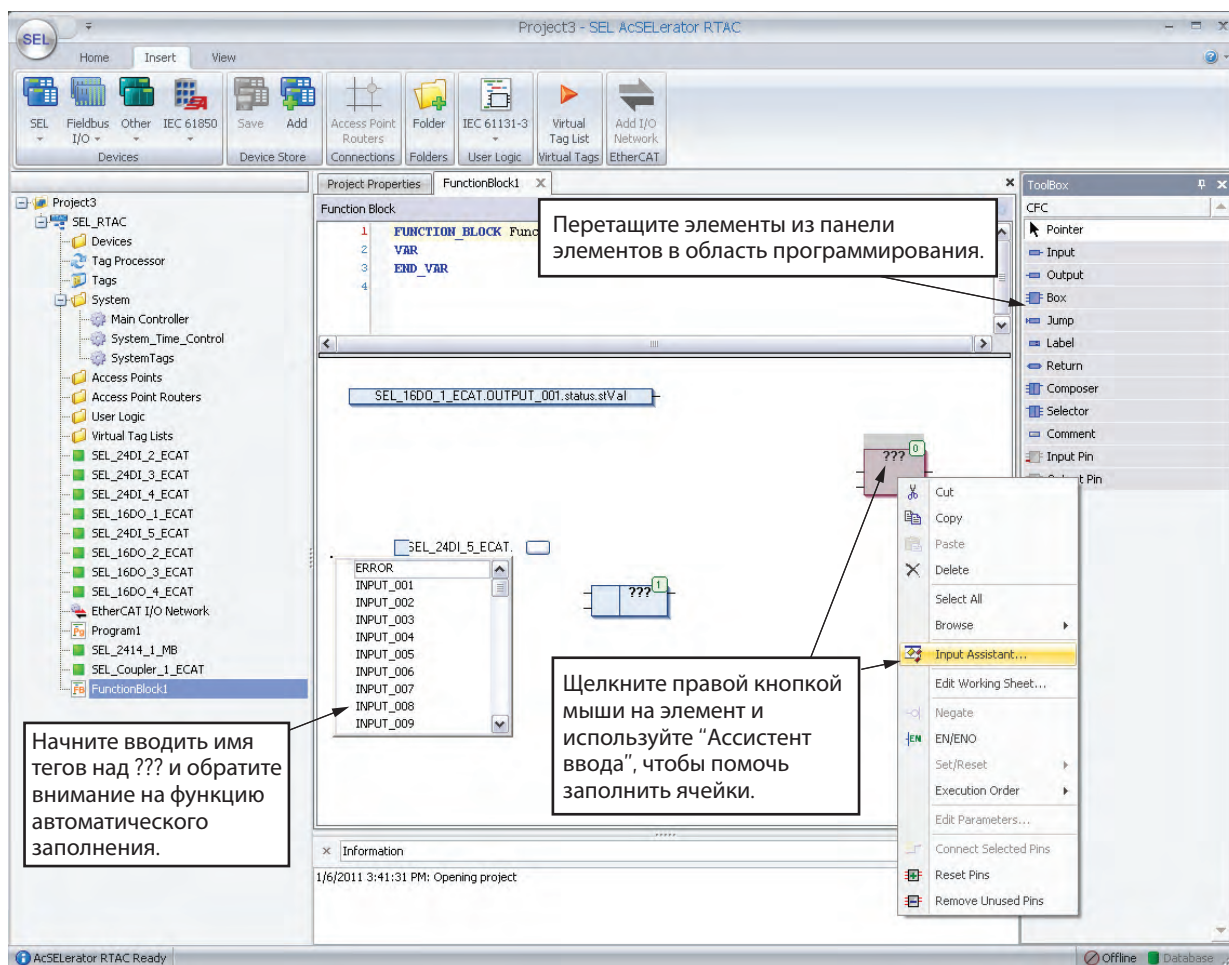 Project3 - SEL AcSELerator RTAC
SEL
Home
Insert
View
SEL
Fieldbus I/O
Other
IEC 61850
Save
Add
Access Point Routers
Folder
IEC 61131-3
Virtual Tag List
Add I/O Network
Devices
Device Store
Connections
Folders
User Logic
Virtual Tags
EtherCAT
Project3
SEL_RTAC
Devices
Tag Processor
Tags
System
Main Controller
System_Time_Control
SystemTags
Access Points
Access Point Routers
User Logic
Virtual Tag Lists
SEL_24DI_2_ECAT
SEL_24DI_3_ECAT
SEL_24DI_4_ECAT
SEL_16DO_1_ECAT
SEL_24DI_5_ECAT
SEL_16DO_2_ECAT
SEL_16DO_3_ECAT
SEL_16DO_4_ECAT
EtherCAT I/O Network
Program1
SEL_2414_1_MB
SEL_Coupler_1_ECAT
FunctionBlock1
Начните вводить имя
тегов над ??? и обратите
внимание на функцию
автоматического
заполнения.
Project Properties
FunctionBlock1
Function Block
1 FUNCTION_BLOCK Func
2 VAR
3 END_VAR
4
Перетащите элементы из панели
элементов в область программирования.
SEL_16DO_1_ECAT.OUTPUT_001.status.stVal
??? 0
SEL_24DI_5_ECAT.
ERROR
INPUT_001
INPUT_002
INPUT_003
INPUT_004
INPUT_005
INPUT_006
INPUT_007
INPUT_008
INPUT_009
??? 1
Щелкните правой кнопкой
мыши на элемент и
используйте “Ассистент
ввода”, чтобы помочь
заполнить ячейки.
Cut
Copy
Paste
Delete
Select All
Browse
Input Assistant...
Edit Working Sheet...
Negate
EN EN/ENO
Set/Reset
Execution Order
Edit Parameters...
Connect Selected Pins
Reset Pins
Remove Unused Pins
ToolBox
CFC
Pointer
Input
Output
Box
Jump
Label
Return
Composer
Selector
Comment
Input Pin
t Pin
Information
1/6/2011 3:41:31 PM: Opening project
AcSELerator RTAC Ready
Offline
Database